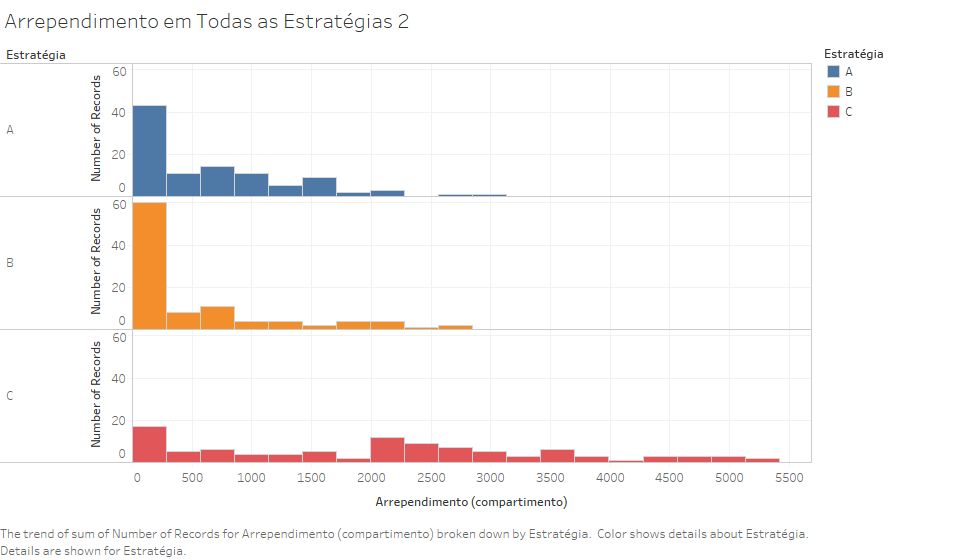 Arrependimento em Todas as Estratégias 2
Estratégia
A
Number of Records
60
40
20
0
B
Number of Records
60
40
20
0
C
Number of Records
60
40
20
0
0 500 1000 1500 2000 2500 3000 3500 4000 4500 5000 5500
Arrependimento (compartimento)
Estratégia
A
B
C
The trend of sum of Number of Records for Arrependimento (compartimento) broken down by Estratégia. Color shows details about Estratégia.
Details are shown for Estratégia.